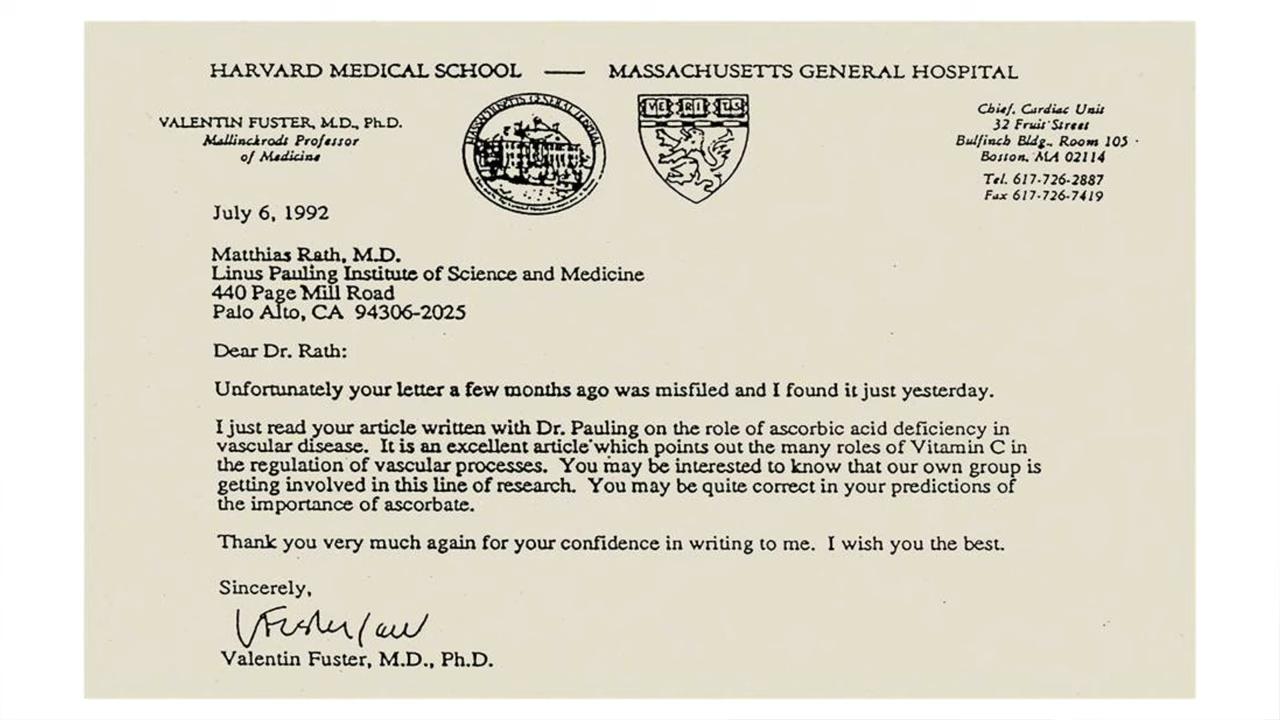 HARVARD MEDICAL SCHOOL — MASSACHUSETTS GENERAL HOSPITAL
VALENTIN FUSTER, M.D., Ph.D.
Mallinckrodt Professor
of Medicine
MASSACHUSETTS GENERAL HOSPITAL
VE RI TS
Chief, Cardiac Unit
32 Fruit Street
Bulfinch Bldg., Room 105
Boston, MA 02114
Tel. 617-726-2887
Fax 617-726-7419
July 6, 1992
Matthias Rath, M.D.
Linus Pauling Institute of Science and Medicine
440 Page Mill Road
Palo Alto, CA 94306-2025
Dear Dr. Rath:
Unfortunately your letter a few months ago was misfiled and I found it just yesterday.
I just read your article written with Dr. Pauling on the role of ascorbic acid deficiency in
vascular disease. It is an excellent article which points out the many roles of Vitamin C in
the regulation of vascular processes. You may be interested to know that our own group is
getting involved in this line of research. You may be quite correct in your predictions of
the importance of ascorbate.
Thank you very much again for your confidence in writing to me. I wish you the best.
Sincerely,
Valentin Fuster, M.D., Ph.D.